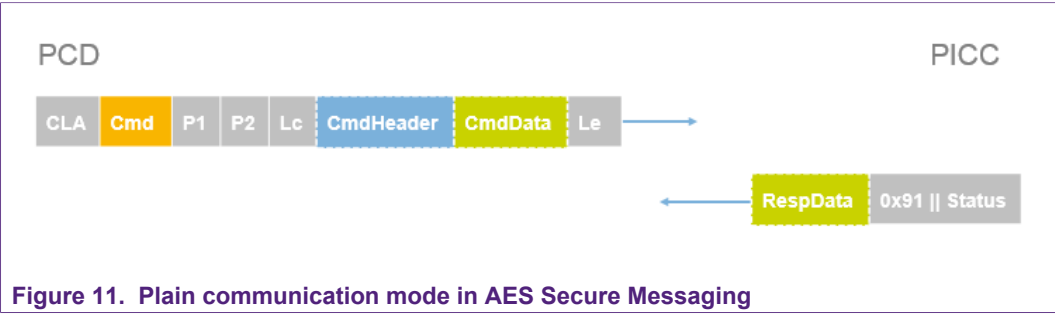 PCD PICC
CLA Cmd P1 P2 Lc CmdHeader CmdData Le
RespData 0x91 || Status
Figure 11. Plain communication mode in AES Secure Messaging